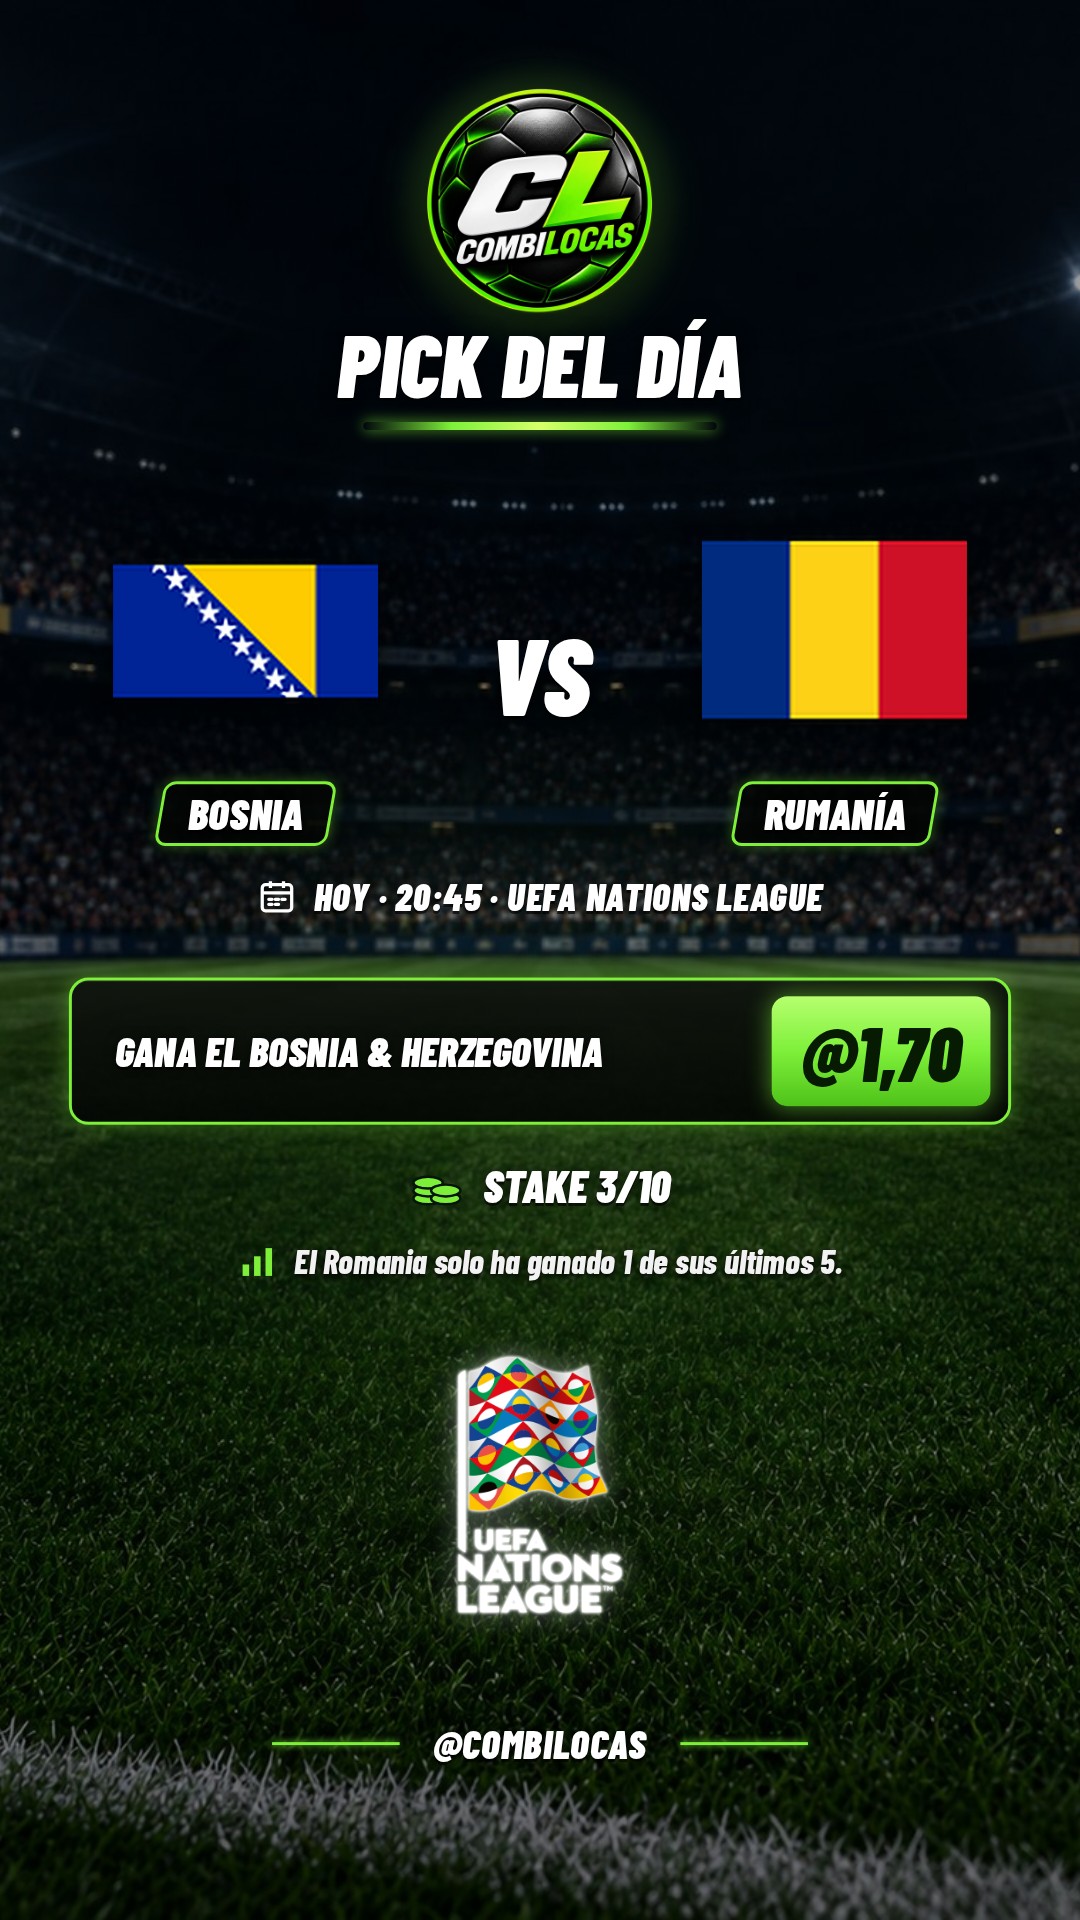 CL
COMBILOCAS
PICK DEL DÍA
VS
BOSNIA
RUMANÍA
HOY · 20:45 · UEFA NATIONS LEAGUE
GANA EL BOSNIA & HERZEGOVINA
@1,70
STAKE 3/10
El Romania solo ha ganado 1 de sus últimos 5.
UEFA
NATIONS
LEAGUE™
@COMBILOCAS